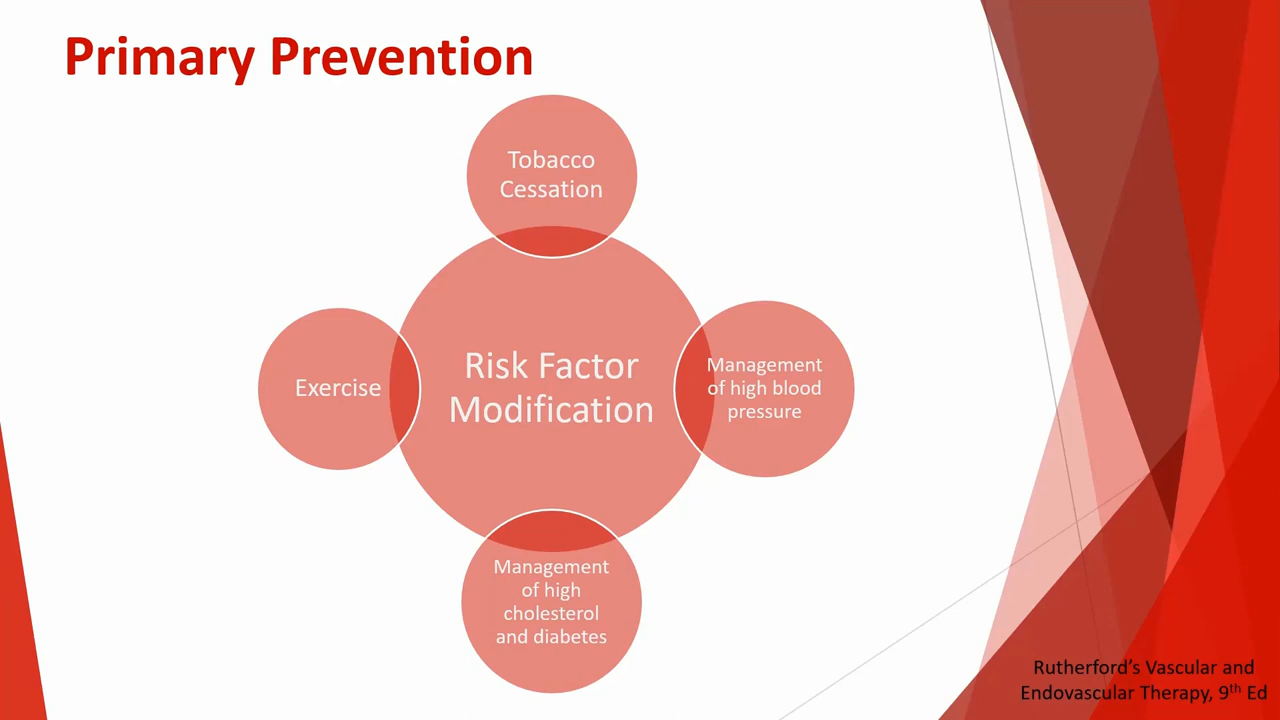 Primary Prevention
Tobacco
Cessation
Risk Factor
Modification
Exercise
Management
of high blood
pressure
Management
of high
cholesterol
and diabetes
Rutherford’s Vascular and
Endovascular Therapy, 9th Ed